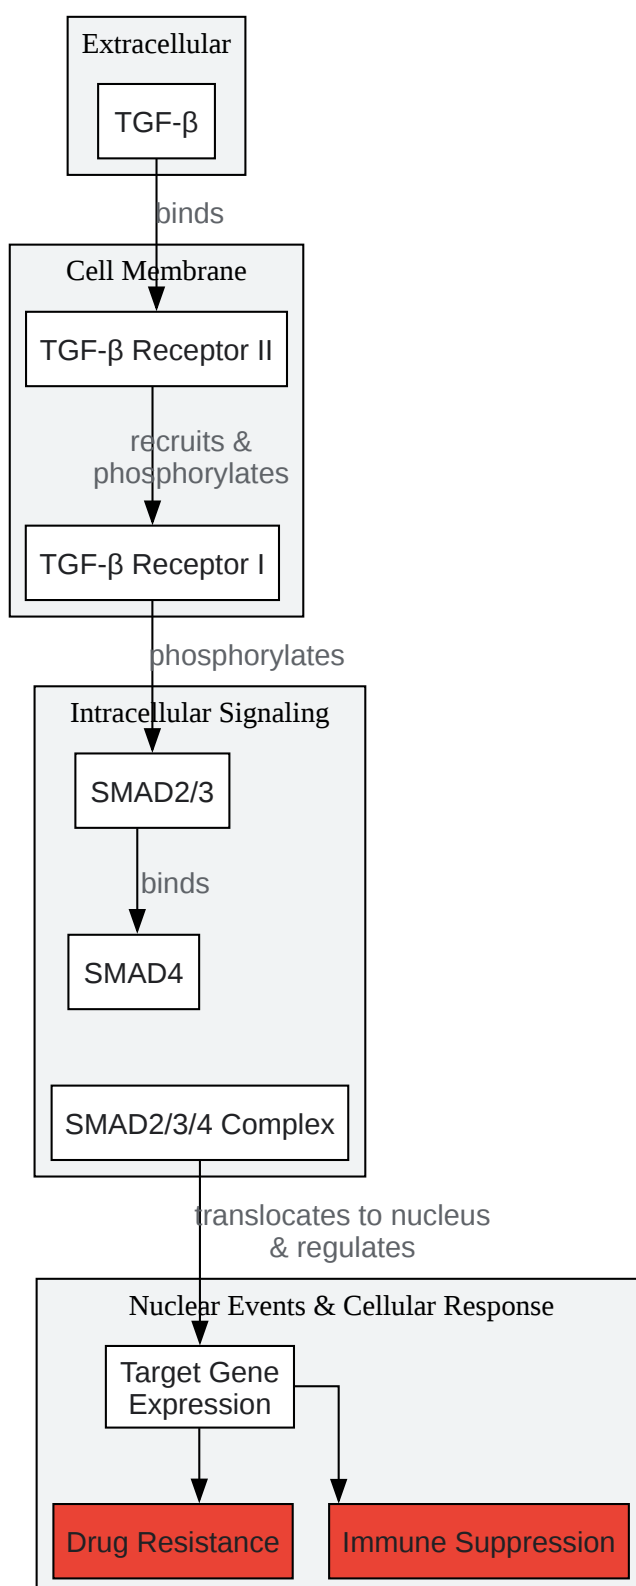 Extracellular
TGF-β
binds
Cell Membrane
TGF-β Receptor II
recruits &
phosphorylates
TGF-β Receptor I
phosphorylates
Intracellular Signaling
SMAD2/3
binds
SMAD4
SMAD2/3/4 Complex
translocates to nucleus
& regulates
Nuclear Events & Cellular Response
Target Gene
Expression
Drug Resistance
Immune Suppression